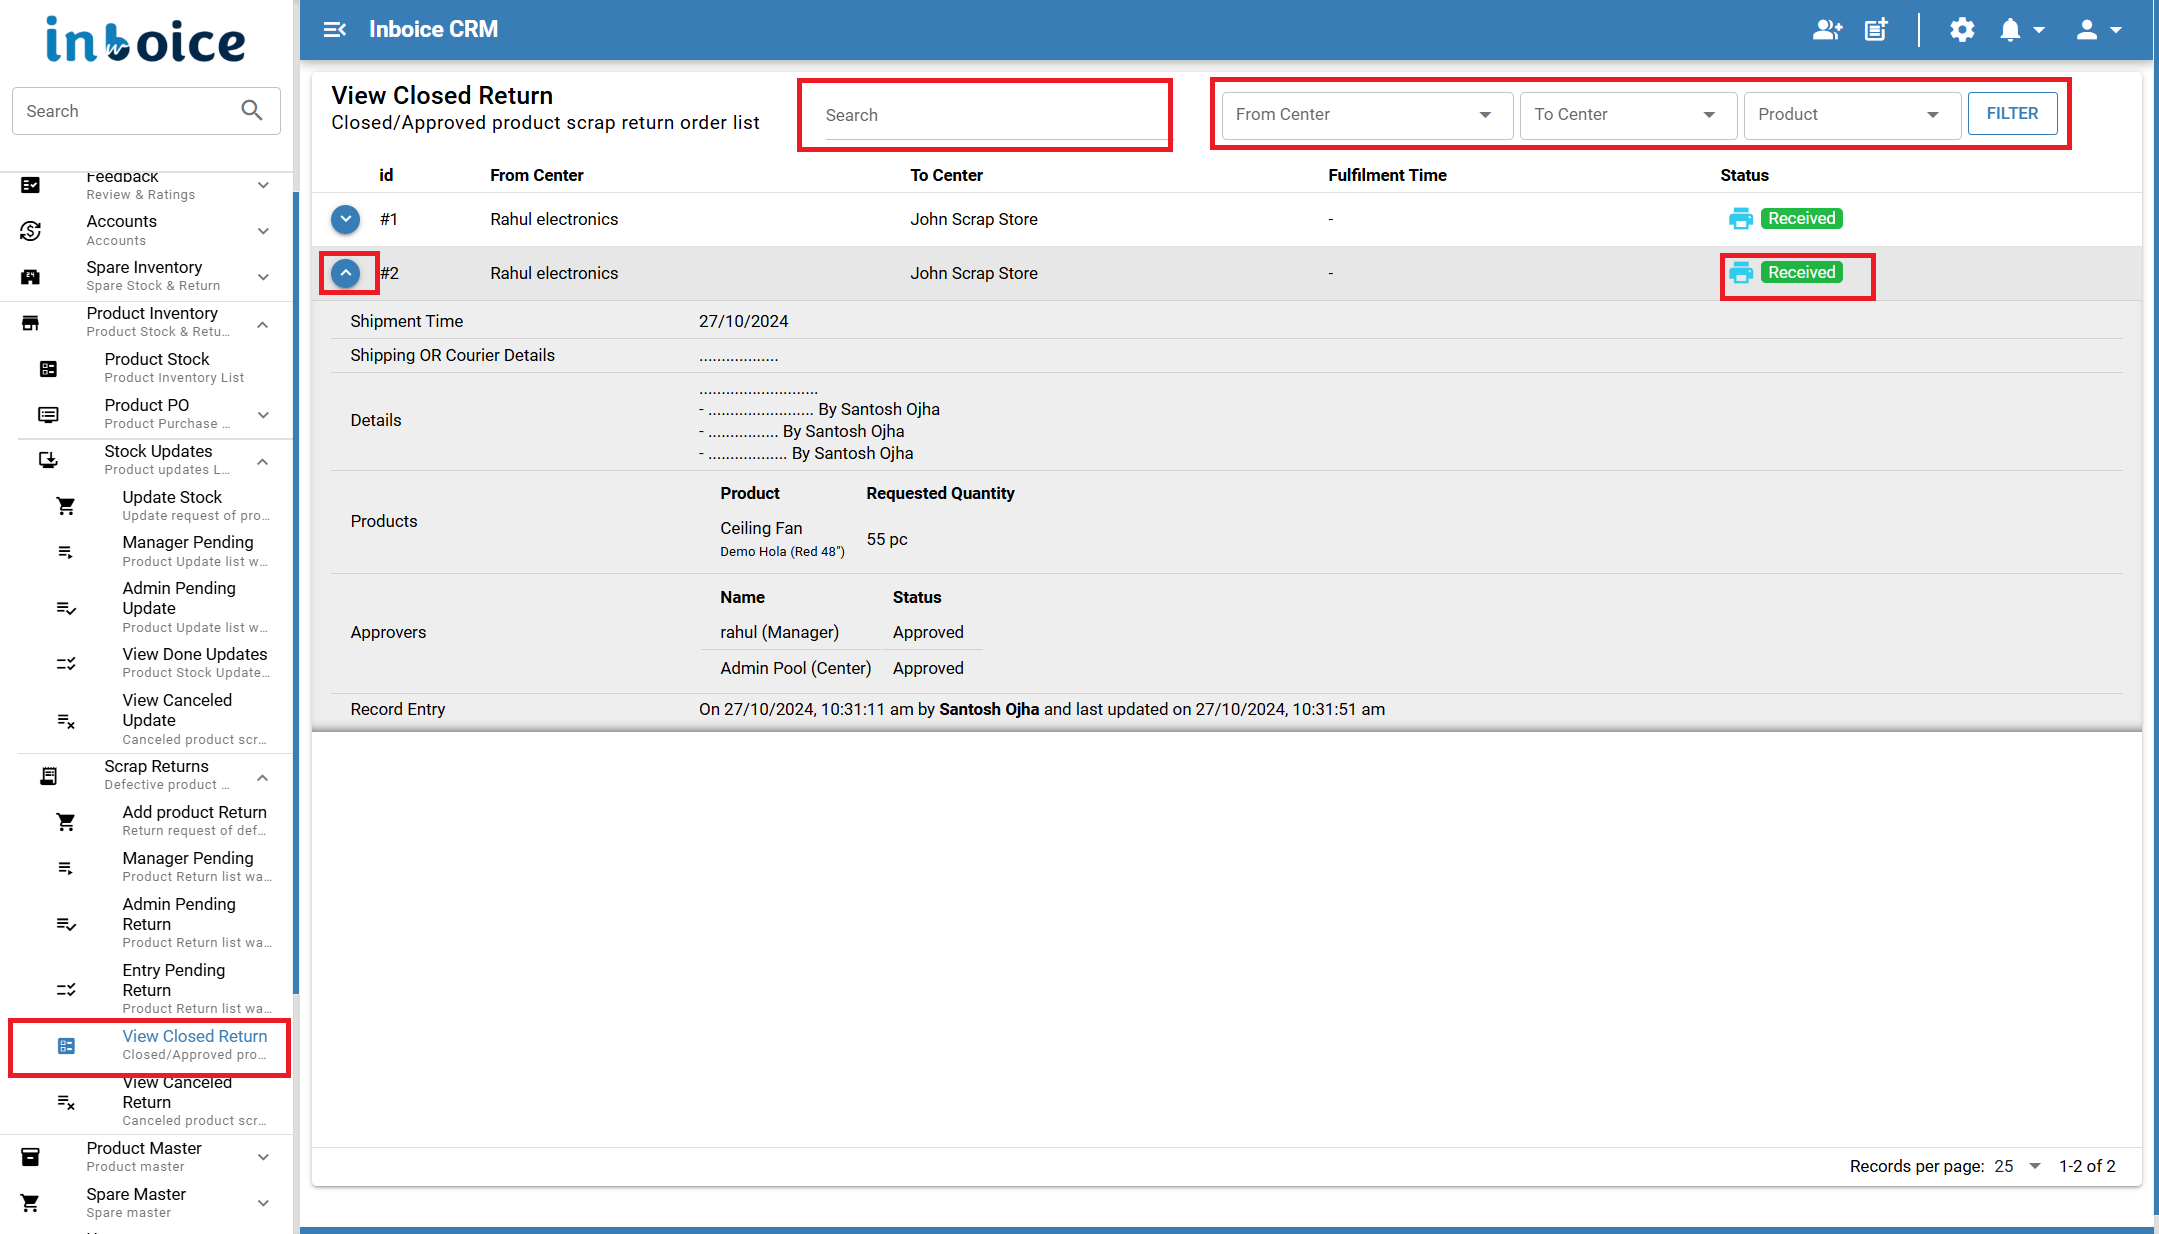 inboice
Search
Feedback
Review & Ratings
Accounts
Accounts
Spare Inventory
Spare Stock & Return
Product Inventory
Product Stock & Retu...
Product Stock
Product Inventory List
Product PO
Product Purchase ...
Stock Updates
Product updates L...
Update Stock
Update request of pro...
Manager Pending
Product Update list w...
Admin Pending
Update
Product Update list w...
View Done Updates
Product Stock Update...
View Canceled
Update
Canceled product scr...
Scrap Returns
Defective product ...
Add product Return
Return request of def...
Manager Pending
Product Return list wa...
Admin Pending
Return
Product Return list wa...
Entry Pending
Return
Product Return list wa...
View Closed Return
Closed/Approved pro...
View Canceled
Return
Canceled product scr...
Product Master
Product master
Spare Master
Spare master
Inboice CRM
View Closed Return
Closed/Approved product scrap return order list
Search
From Center To Center Product FILTER
id From Center To Center Fulfilment Time Status
#1 Rahul electronics John Scrap Store - Received
#2 Rahul electronics John Scrap Store - Received
Shipment Time 27/10/2024
Shipping OR Courier Details ..................
Details
...........................
- ........................ By Santosh Ojha
- ................ By Santosh Ojha
- .................. By Santosh Ojha
Products
Product Requested Quantity
Ceiling Fan
Demo Hola (Red 48")
55 pc
Approvers
Name Status
rahul (Manager) Approved
Admin Pool (Center) Approved
Record Entry On 27/10/2024, 10:31:11 am by Santosh Ojha and last updated on 27/10/2024, 10:31:51 am
Records per page: 25 1-2 of 2